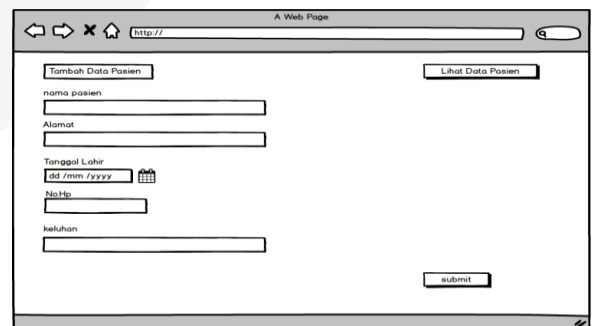 A Web Page
http://
Tambah Data Pasien
Lihat Data Pasien
nama pasien
Alamat
Tanggal Lahir
dd /mm /yyyy
No.Hp
keluhan
submit